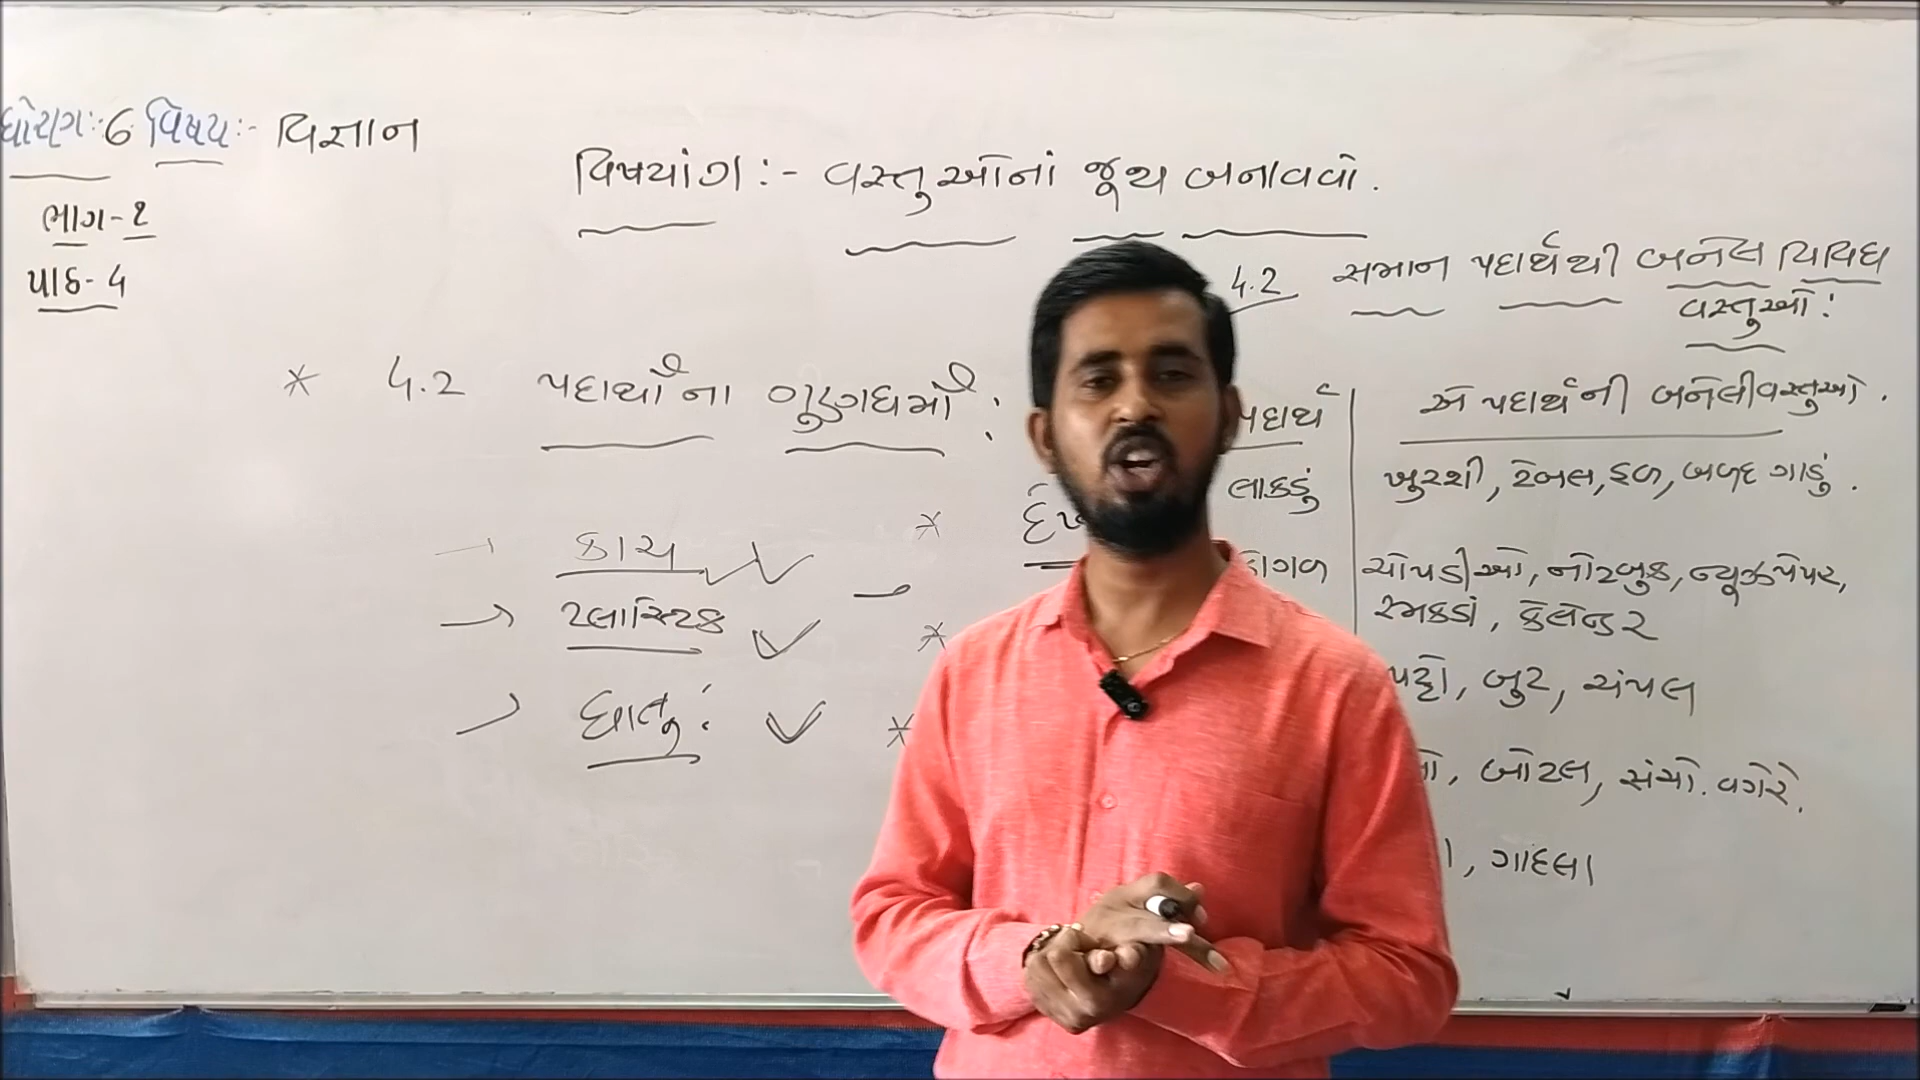 ધોરણ:- 6 વિષય:- વિજ્ઞાન
ભાગ-૨
પાઠ- 4
વિષયાંગ :- વસ્તુઓનાં જૂથ બનાવવો.
* 4.2 પદાર્થોના ગુણધર્મો :
→ કાચ
→ પ્લાસ્ટિક
→ ધાતુ :
4.2 સમાન પદાર્થથી બનેલ વિવિધ
વસ્તુઓ :
પદાર્થ એ પદાર્થની બનેલી વસ્તુઓ.
લાકડું ખુરશી, ટેબલ, હળ, બળદ ગાડું.
કાગળ ચોપડીઓ, નોટબુક, ન્યૂઝપેપર,
રમકડાં, કેલેન્ડર
પટ્ટો, બુટ, ચંપલ
બોટલ, સંચો. વગેરે.
, ગાદલા